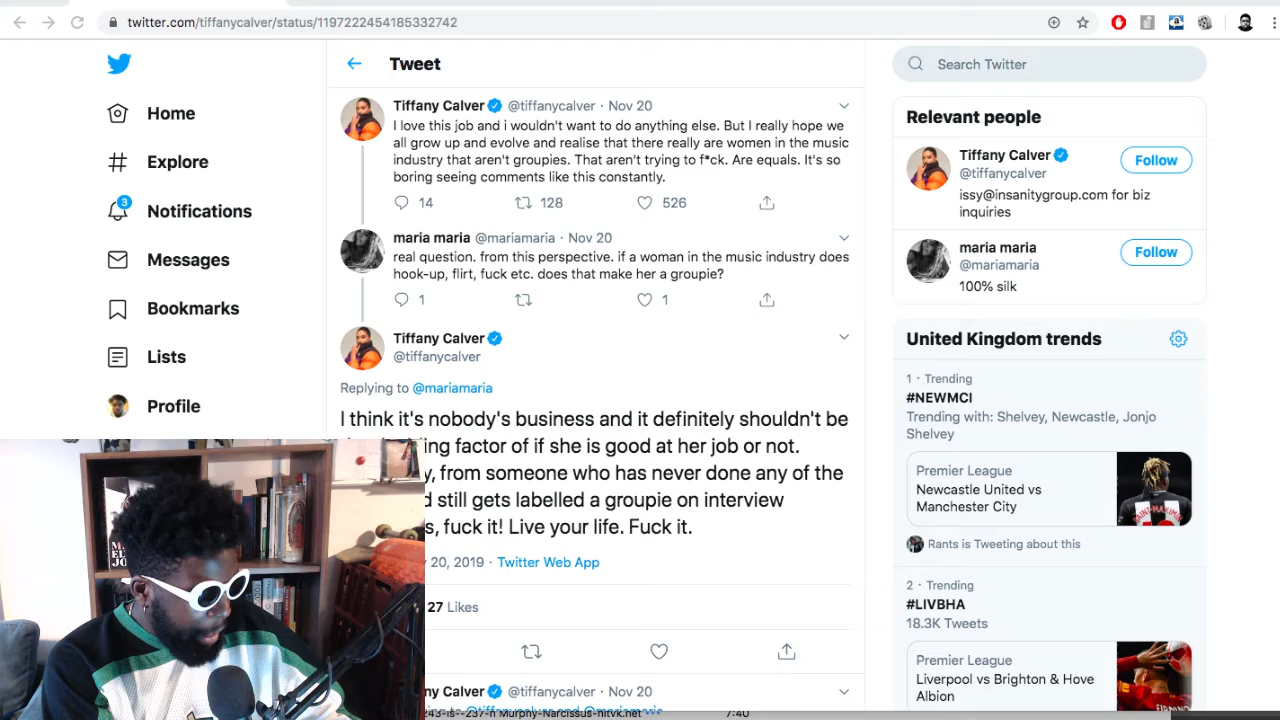 twitter.com/tiffanycalver/status/1197222454185332742
Tweet
Search Twitter
Home
Explore
3
Notifications
Messages
Bookmarks
Lists
Profile
Tiffany Calver @tiffanycalver · Nov 20
I love this job and i wouldn't want to do anything else. But I really hope we
all grow up and evolve and realise that there really are women in the music
industry that aren't groupies. That aren't trying to f*ck. Are equals. It's so
boring seeing comments like this constantly.
14 128 526
maria maria @mariamaria · Nov 20
real question. from this perspective. if a woman in the music industry does
hook-up, flirt, fuck etc. does that make her a groupie?
1 1
Tiffany Calver
@tiffanycalver
Replying to @mariamaria
I think it's nobody's business and it definitely shouldn't be
factor of if she is good at her job or not.
from someone who has never done any of the
still gets labelled a groupie on interview
fuck it! Live your life. Fuck it.
20, 2019 · Twitter Web App
27 Likes
Calver @tiffanycalver · Nov 20
7:40
Relevant people
Tiffany Calver
Follow
@tiffanycalver
issy@insanitygroup.com for biz
inquiries
maria maria
Follow
@mariamaria
100% silk
United Kingdom trends
1 · Trending
#NEWMCI
Trending with: Shelvey, Newcastle, Jonjo
Shelvey
Premier League
Newcastle United vs
Manchester City
Rants is Tweeting about this
2 · Trending
#LIVBHA
18.3K Tweets
Premier League
Liverpool vs Brighton & Hove
Albion